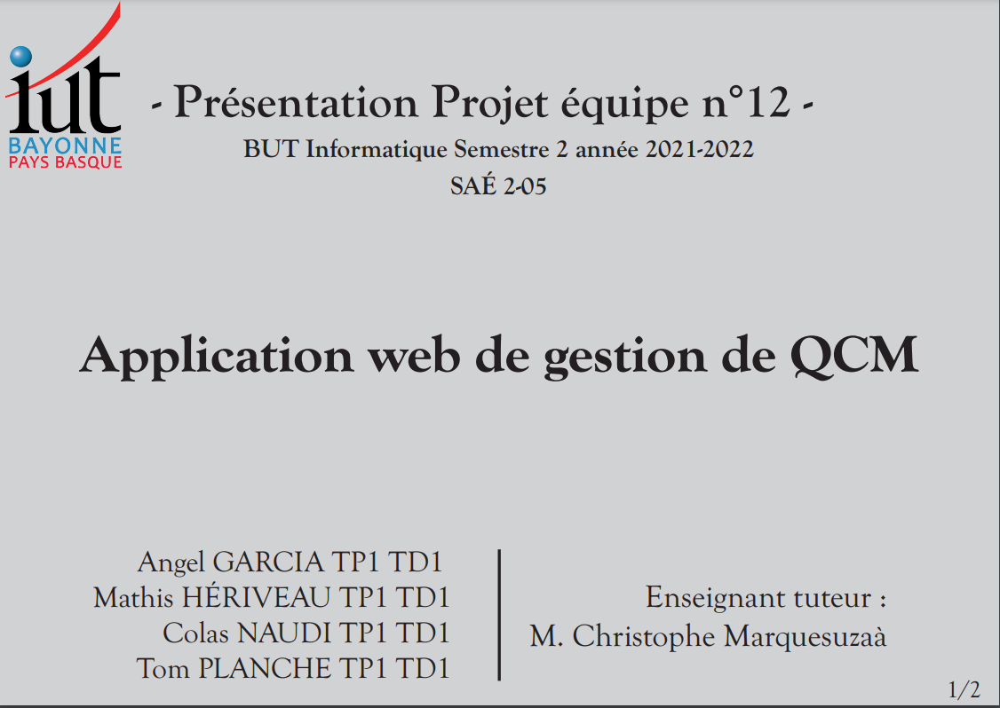 iut
BAYONNE
PAYS BASQUE
- Présentation Projet équipe n°12 -
BUT Informatique Semestre 2 année 2021-2022
SAÉ 2-05
Application web de gestion de QCM
Angel GARCIA TP1 TD1
Mathis HÉRIVEAU TP1 TD1
Colas NAUDI TP1 TD1
Tom PLANCHE TP1 TD1
Enseignant tuteur :
M. Christophe Marquesuzaà
1/2